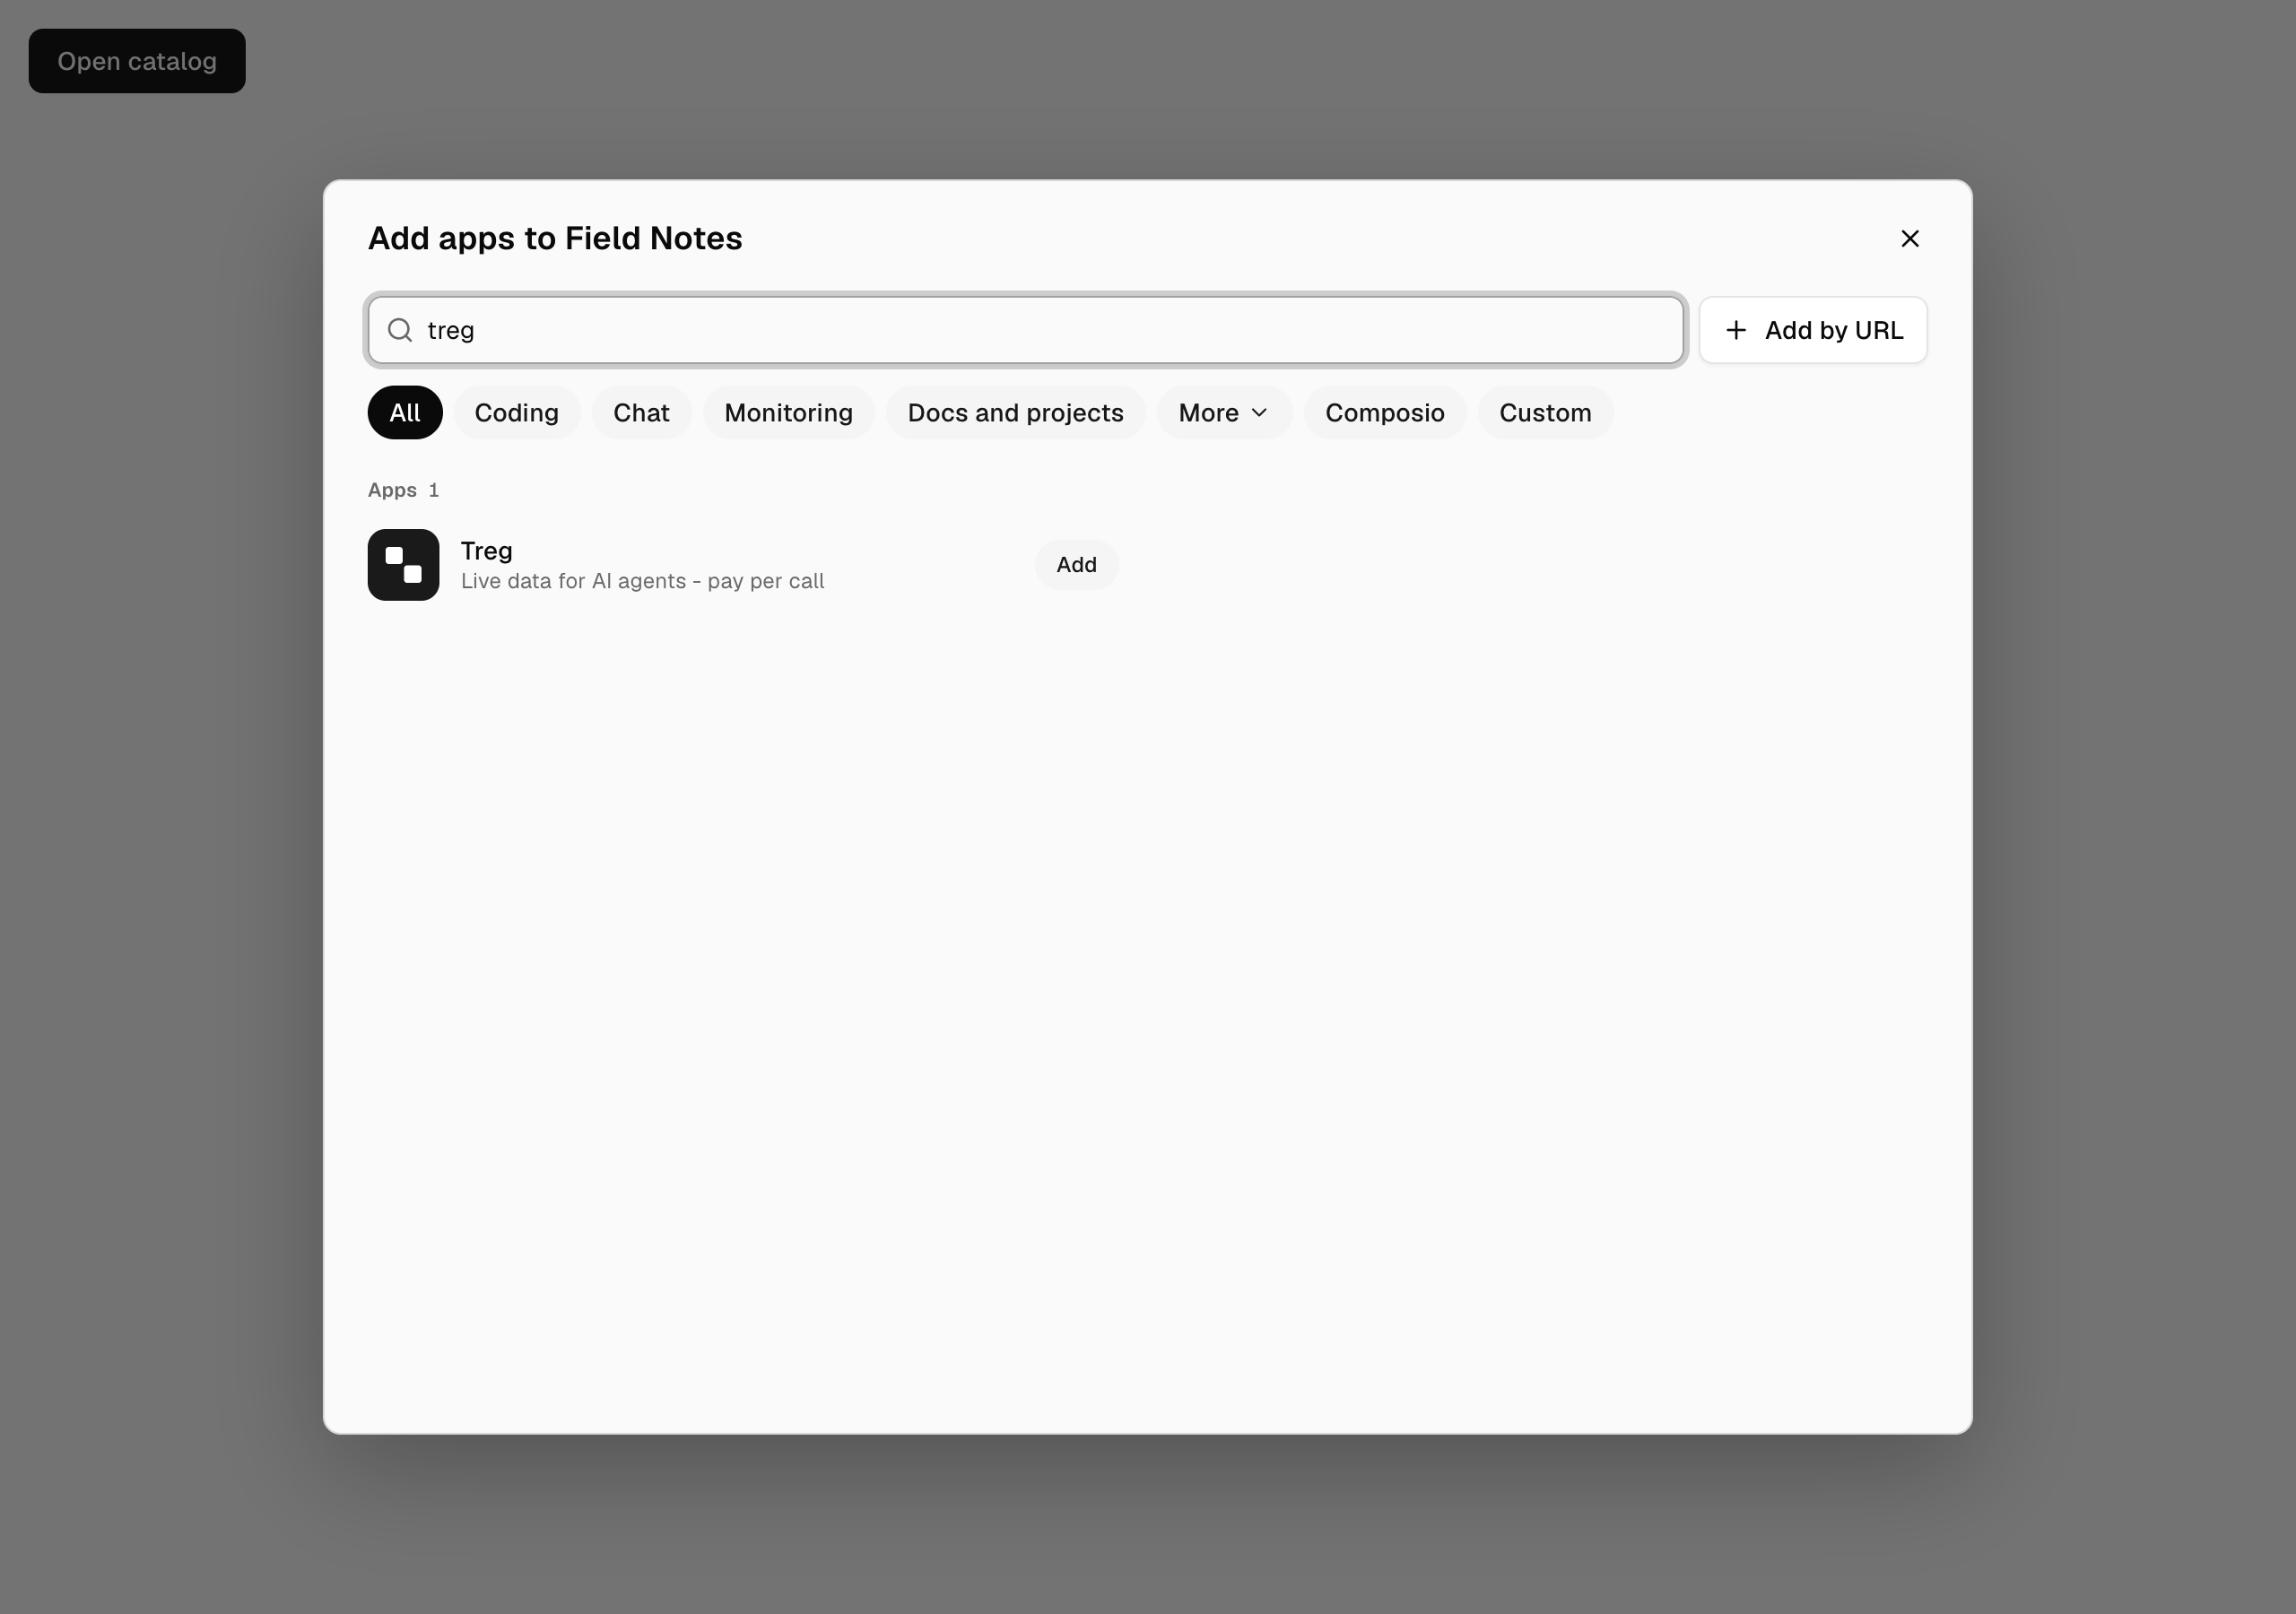 Open catalog
Add apps to Field Notes
treg
Add by URL
All Coding Chat Monitoring Docs and projects More Composio Custom
Apps 1
Treg
Live data for AI agents - pay per call
Add